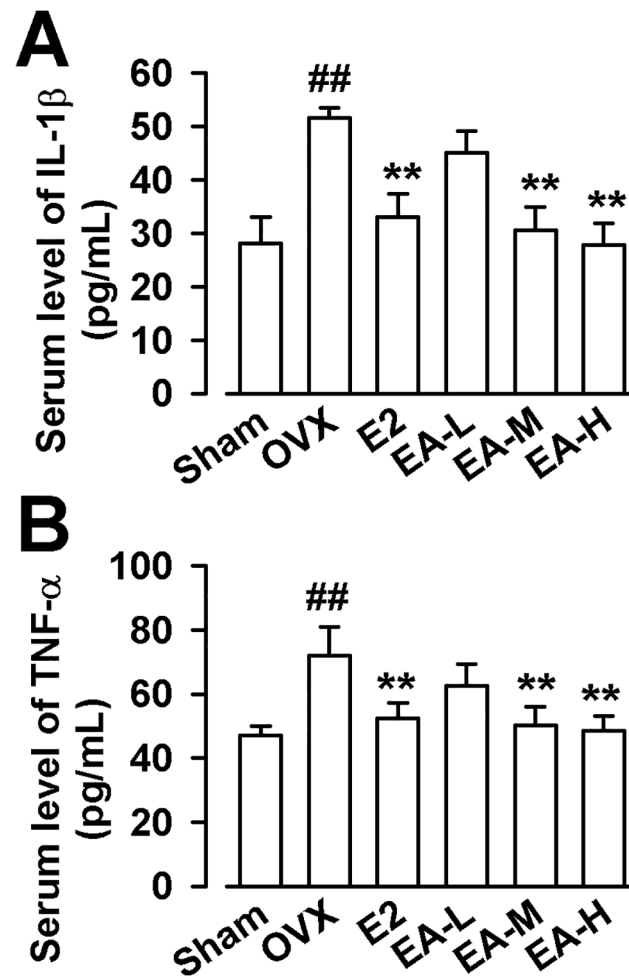 A
Serum level of IL-1β
(pg/mL)
60
50
40
30
20
10
0
##
**
**
**
Sham
OVX
E2
EA-L
EA-M
EA-H
B
Serum level of TNF-α
(pg/mL)
100
80
60
40
20
0
##
**
**
**
Sham
OVX
E2
EA-L
EA-M
EA-H